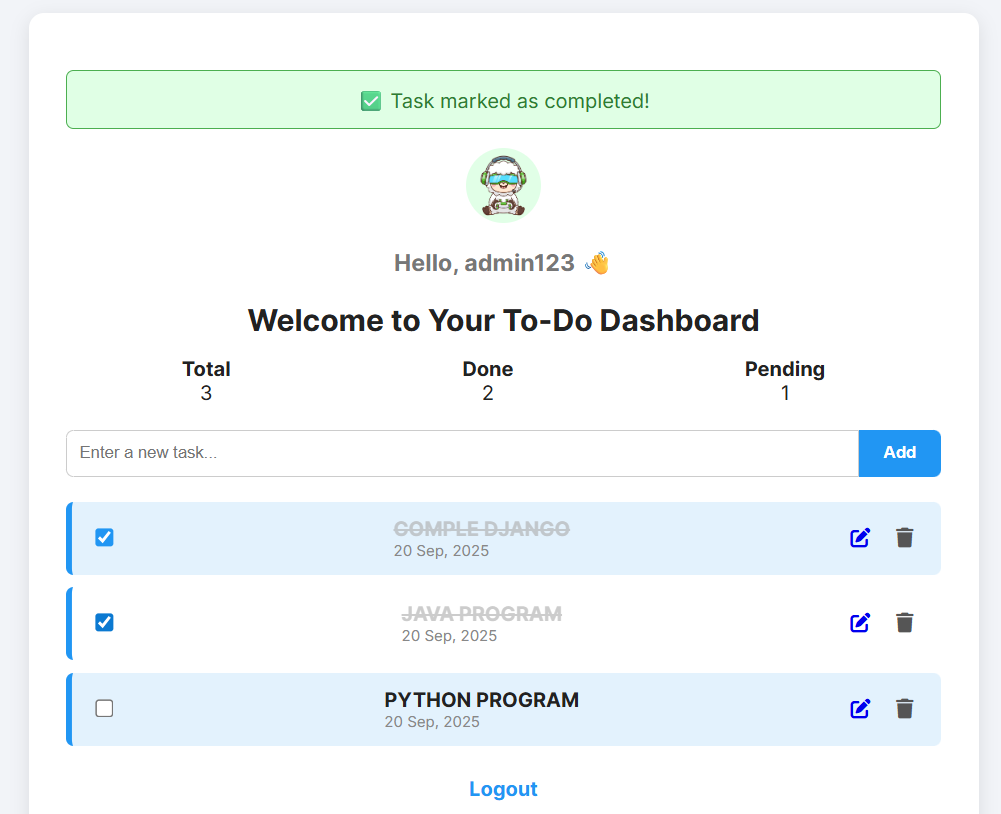 ✅ Task marked as completed!
Hello, admin123 👋
Welcome to Your To-Do Dashboard
Total Done Pending
3 2 1
Enter a new task... Add
COMPLE DJANGO
20 Sep, 2025
JAVA PROGRAM
20 Sep, 2025
PYTHON PROGRAM
20 Sep, 2025
Logout